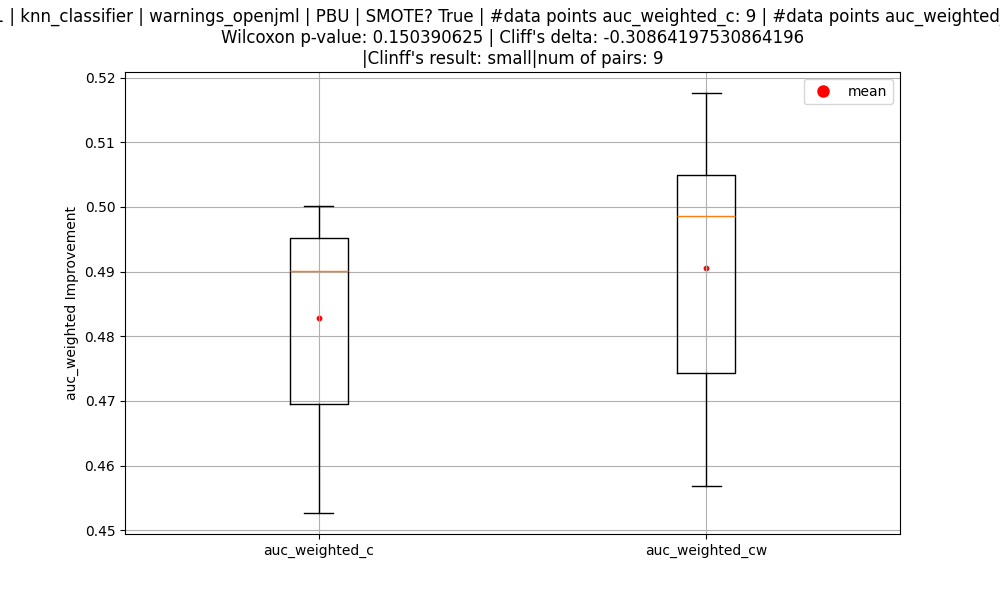 | knn_classifier | warnings_openjml | PBU | SMOTE? True | #data points auc_weighted_c: 9 | #data points auc_weighted
Wilcoxon p-value: 0.150390625 | Cliff's delta: -0.30864197530864196
|Clinff's result: small|num of pairs: 9
mean
0.52
0.51
0.50
0.49
0.48
0.47
0.46
0.45
auc_weighted Improvement
auc_weighted_c
auc_weighted_cw